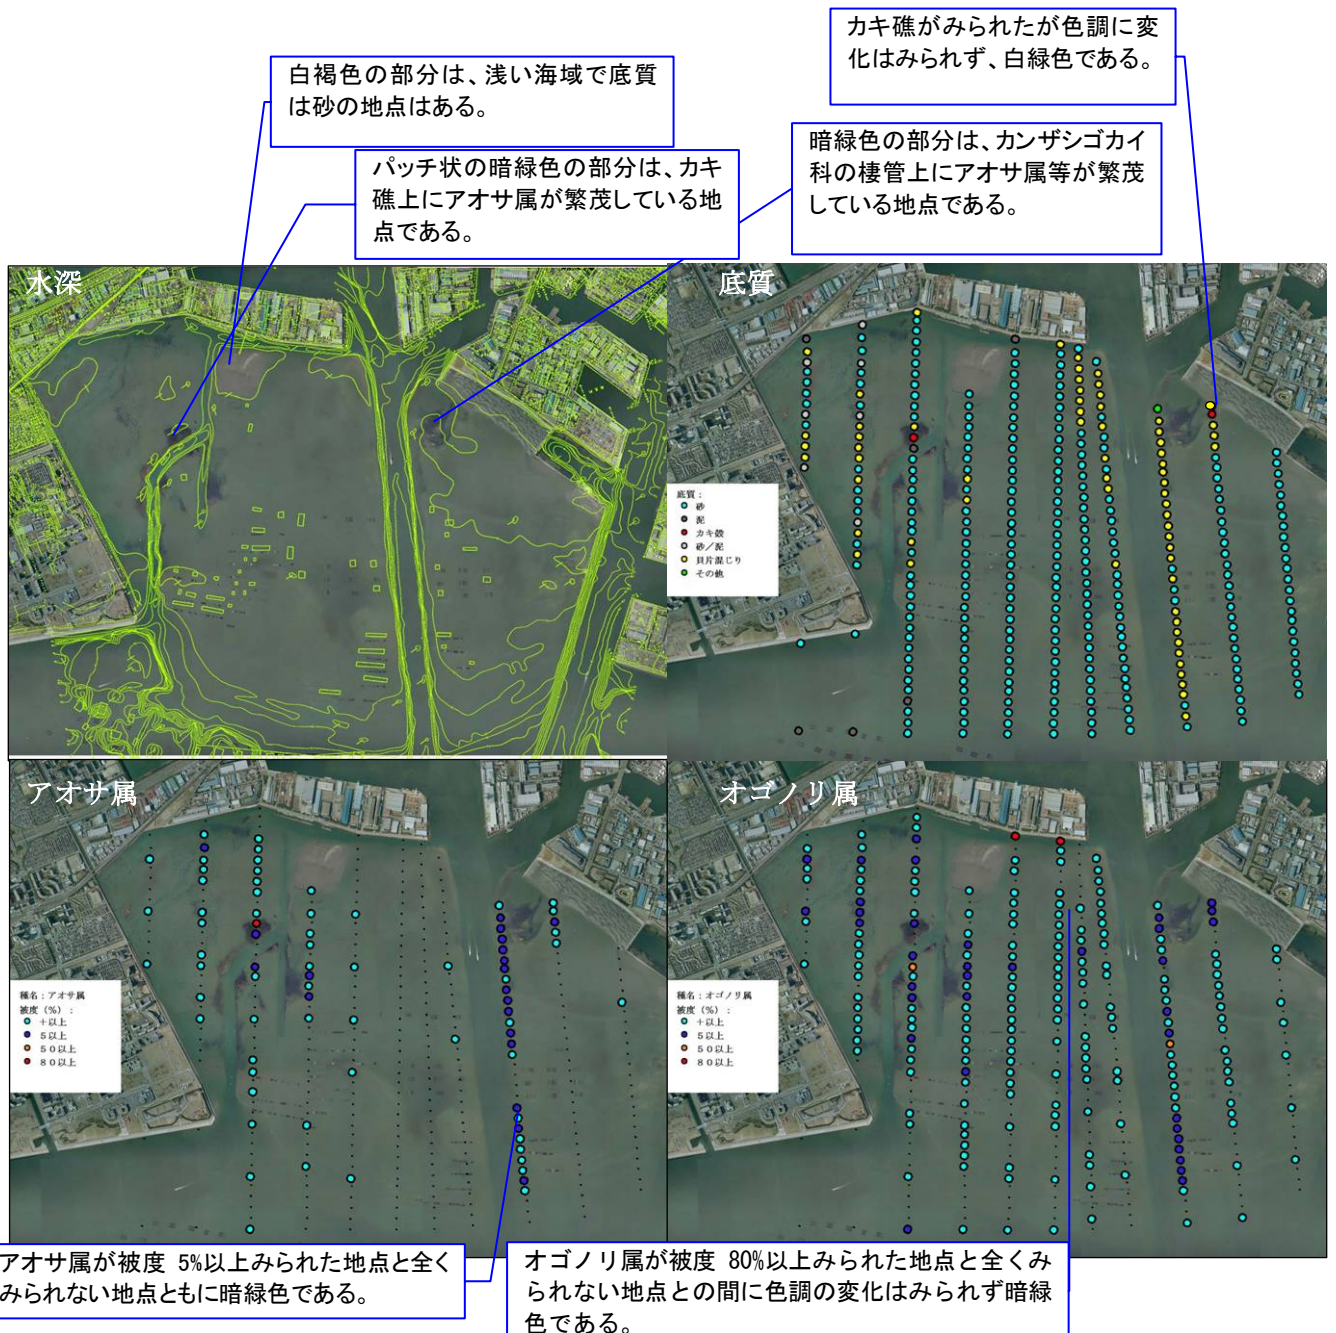 カキ礁がみられたが色調に変
化はみられず、白緑色である。
白褐色の部分は、浅い海域で底質
は砂の地点はある。
暗緑色の部分は、カンザシゴカイ
科の棲管上にアオサ属等が繁茂
している地点である。
パッチ状の暗緑色の部分は、カキ
礁上にアオサ属が繁茂している地
点である。
水深
底質
底質：
砂
泥
カキ殻
砂／泥
貝片混じり
その他
アオサ属
オゴノリ属
種名：アオサ属
被度（%）：
＋以上
５以上
５０以上
８０以上
種名：オゴノリ属
被度（%）：
＋以上
５以上
５０以上
８０以上
アオサ属が被度 5%以上みられた地点と全く
みられない地点ともに暗緑色である。
オゴノリ属が被度 80%以上みられた地点と全くみ
られない地点との間に色調の変化はみられず暗緑
色である。